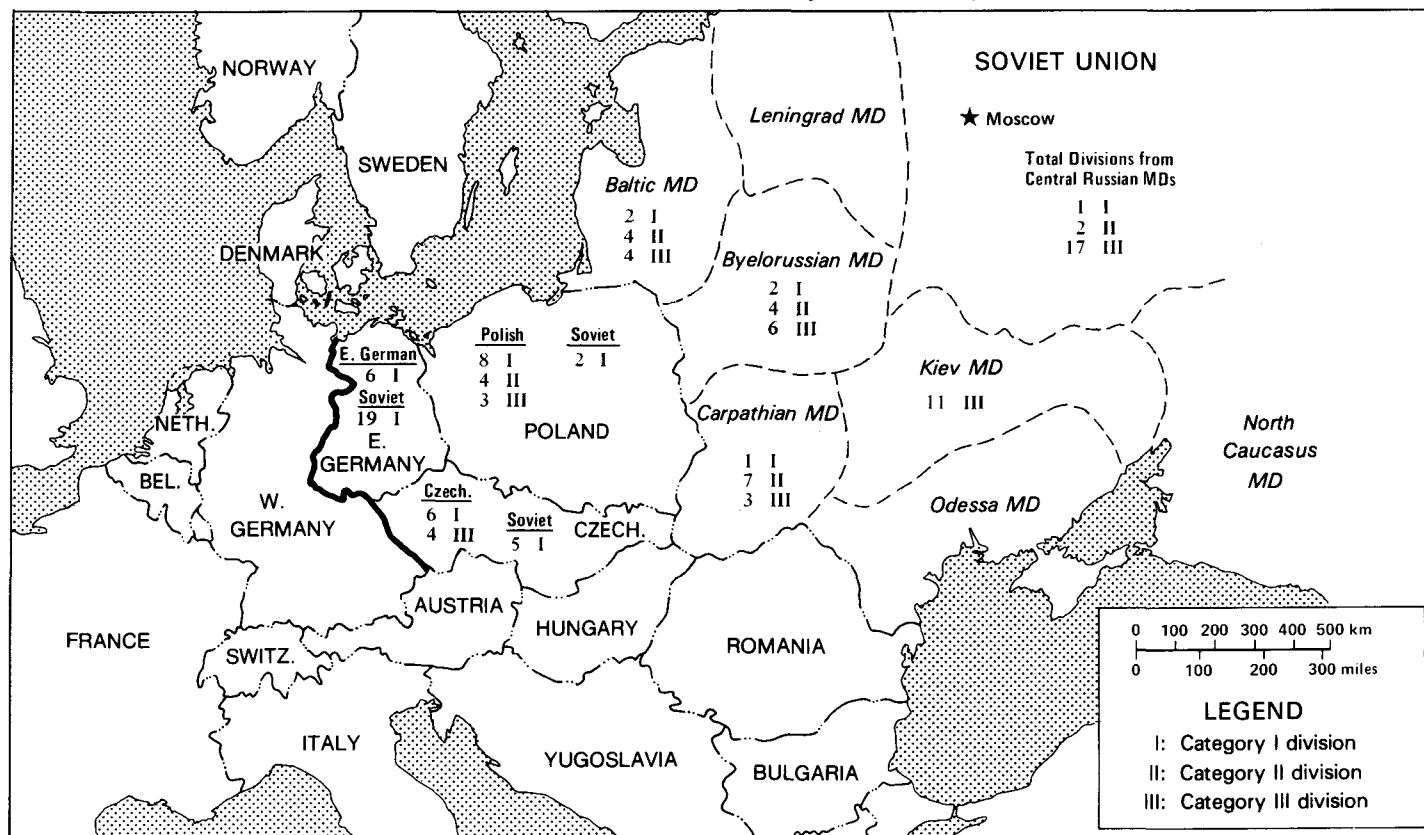 NORWAY
SWEDEN
DENMARK
SOVIET UNION
★ Moscow
Total Divisions from
Central Russian MDs
1 I
2 II
17 III
Leningrad MD
Baltic MD
2 I
4 II
4 III
Byelorussian MD
2 I
4 II
6 III
E. German
6 I
Soviet
19 I
E.
GERMANY
Polish
8 I
4 II
3 III
Soviet
2 I
POLAND
Carpathian MD
1 I
7 II
3 III
Kiev MD
11 III
North
Caucasus
MD
Odessa MD
NETH.
BEL.
W.
GERMANY
Czech.
6 I
4 III
Soviet
5 I
CZECH.
FRANCE
SWITZ.
AUSTRIA
HUNGARY
ROMANIA
ITALY
YUGOSLAVIA
BULGARIA
0 100 200 300 400 500 km
0 100 200 300 miles
LEGEND
I: Category I division
II: Category II division
III: Category III division